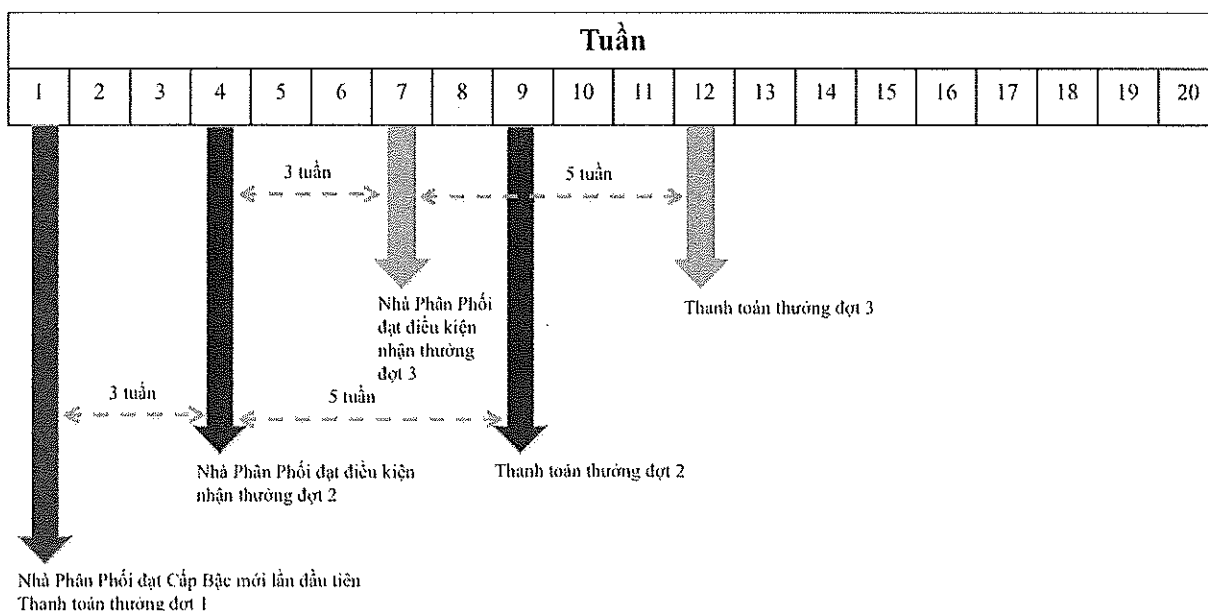 Tuần
1 2 3 4 5 6 7 8 9 10 11 12 13 14 15 16 17 18 19 20
3 tuần
5 tuần
Nhà Phân Phối
đạt điều kiện
nhận thưởng
đợt 3
Thanh toán thưởng đợt 3
3 tuần
5 tuần
Nhà Phân Phối đạt điều kiện
nhận thưởng đợt 2
Thanh toán thưởng đợt 2
Nhà Phân Phối đạt Cấp Bậc mới lần đầu tiên
Thanh toán thưởng đợt 1